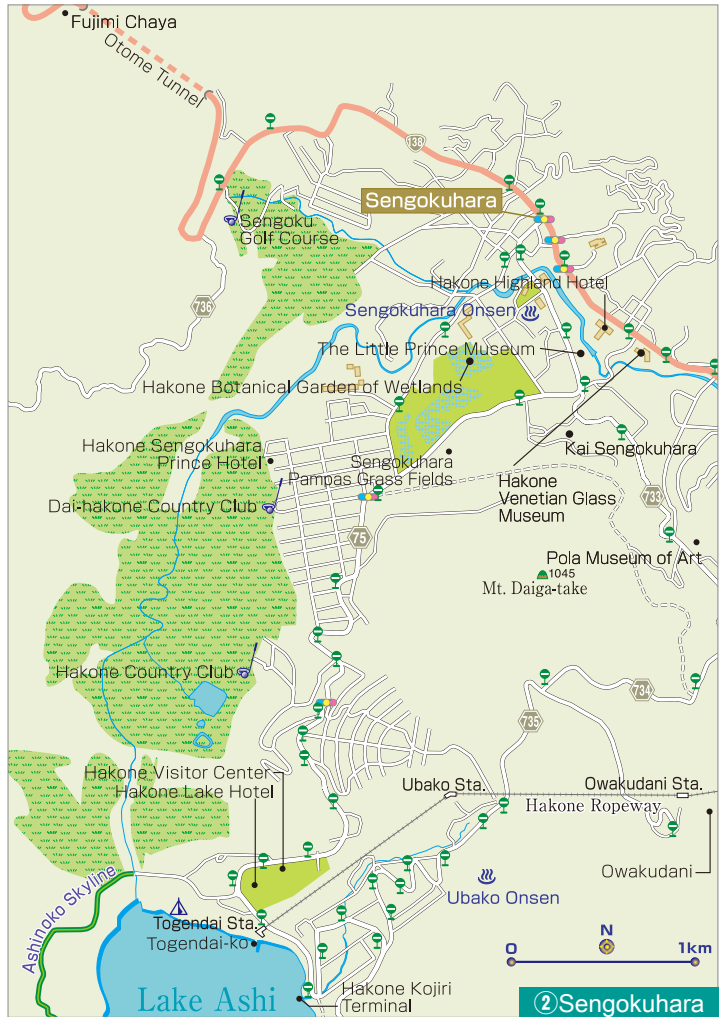 Fujimi Chaya
Otome Tunnel
138
Sengokuhara
Sengoku
Golf Course
Hakone Highland Hotel
736
Sengokuhara Onsen
The Little Prince Museum
Hakone Botanical Garden of Wetlands
Hakone Sengokuhara
Prince Hotel
Sengokuhara
Pampas Grass Fields
Kai Sengokuhara
Hakone
Venetian Glass
Museum
733
Dai-hakone Country Club
75
Pola Museum of Art
1045
Mt. Daiga-take
Hakone Country Club
734
735
Hakone Visitor Center
Hakone Lake Hotel
Ubako Sta.
Owakudani Sta.
Hakone Ropeway
Owakudani
Ashinoko Skyline
Ubako Onsen
Togendai Sta.
Togendai-ko
N
0
1km
Lake Ashi
Hakone Kojiri
Terminal
②Sengokuhara